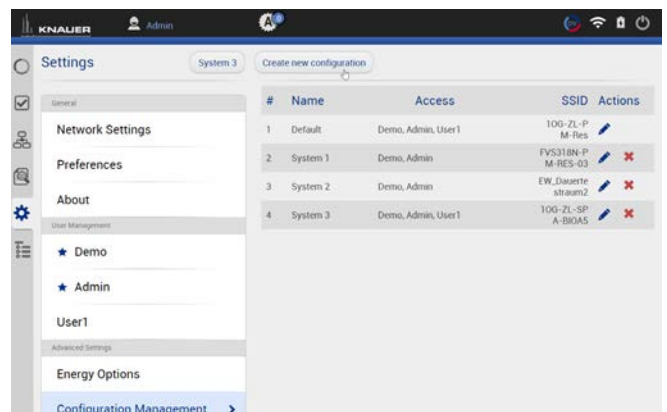 KNAUER
Admin
A
Settings
System 3
Create new configuration
General
Network Settings
Preferences
About
User Management
Demo
Admin
User1
Advanced Settings
Energy Options
Configuration Management
# Name Access SSID Actions
1 Default Demo, Admin, User1 10G-ZL-P
M-Res
2 System 1 Demo, Admin FVS318N-P
M-RES-03
3 System 2 Demo, Admin EW_Dauerte
straum2
4 System 3 Demo, Admin, User1 10G-ZL-SP
A-BIOA5